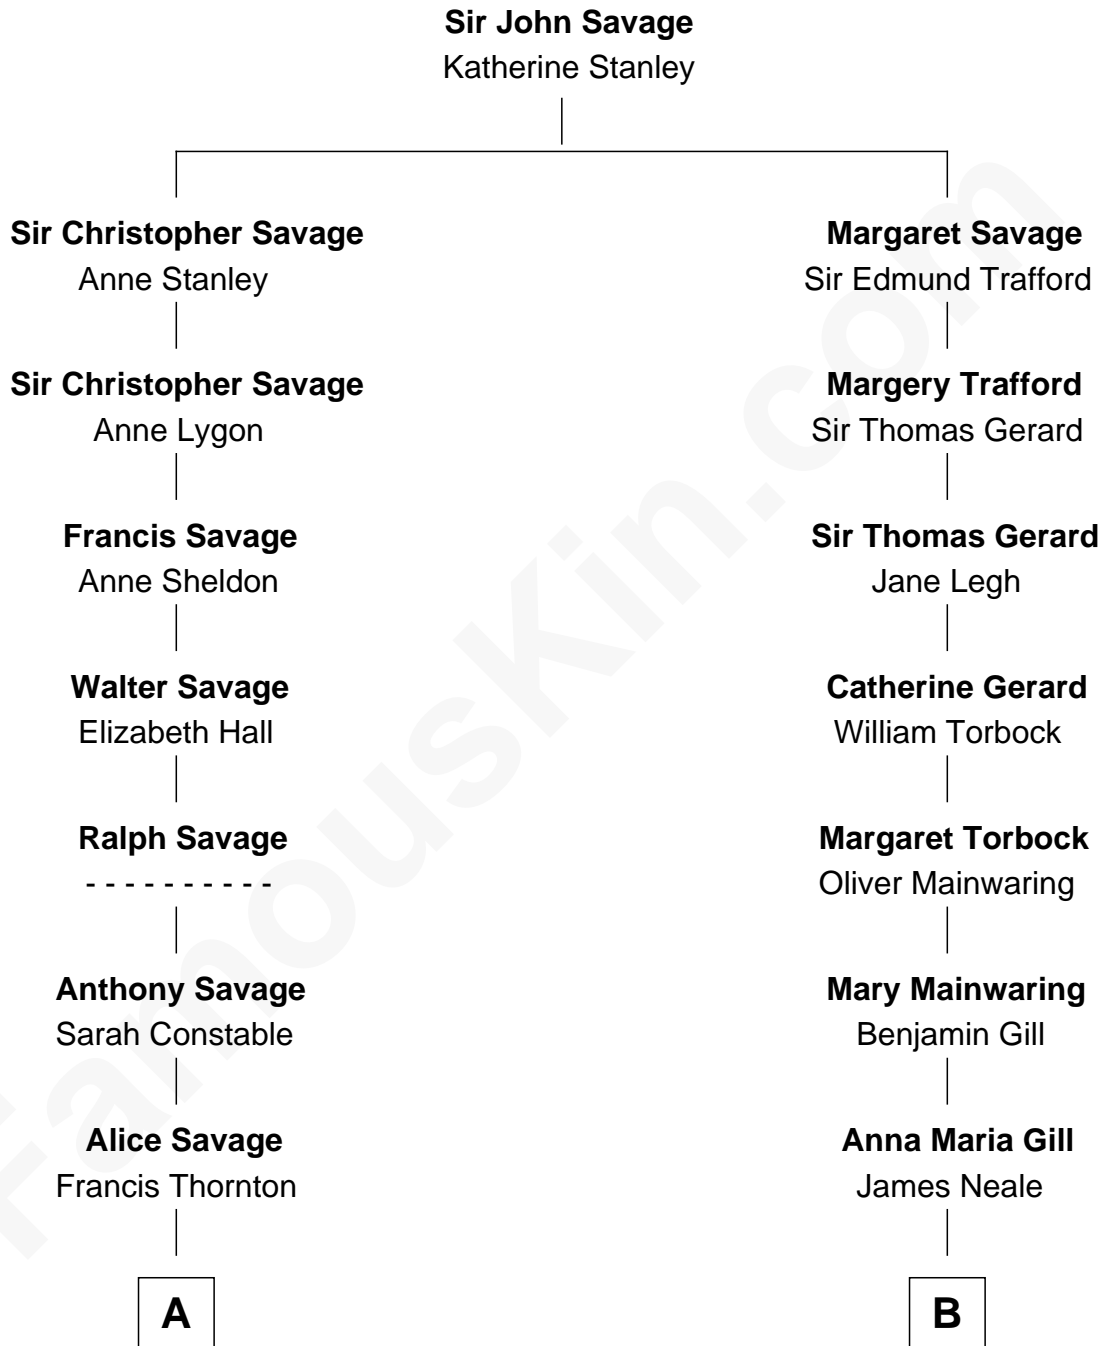 Sir John Savage
Katherine Stanley
Sir Christopher Savage
Anne Stanley
Margaret Savage
Sir Edmund Trafford
Sir Christopher Savage
Anne Lygon
Margery Trafford
Sir Thomas Gerard
Francis Savage
Anne Sheldon
Sir Thomas Gerard
Jane Legh
Walter Savage
Elizabeth Hall
Catherine Gerard
William Torbock
Ralph Savage
- - - - - - - - - -
Margaret Torbock
Oliver Mainwaring
Anthony Savage
Sarah Constable
Mary Mainwaring
Benjamin Gill
Alice Savage
Francis Thornton
Anna Maria Gill
James Neale
A
B
FamousKin.com